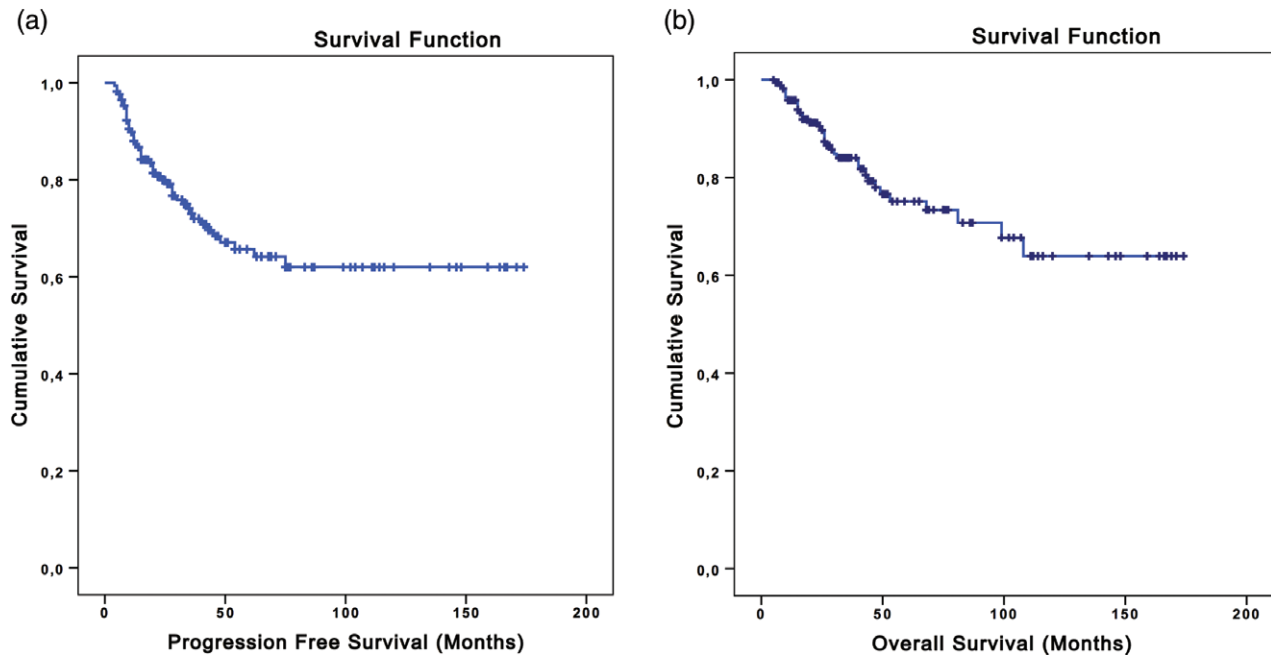 (a)
Survival Function
1,0
0,8
0,6
0,4
0,2
0,0
Cumulative Survival
0 50 100 150 200
Progression Free Survival (Months)
(b)
Survival Function
1,0
0,8
0,6
0,4
0,2
0,0
Cumulative Survival
0 50 100 150 200
Overall Survival (Months)